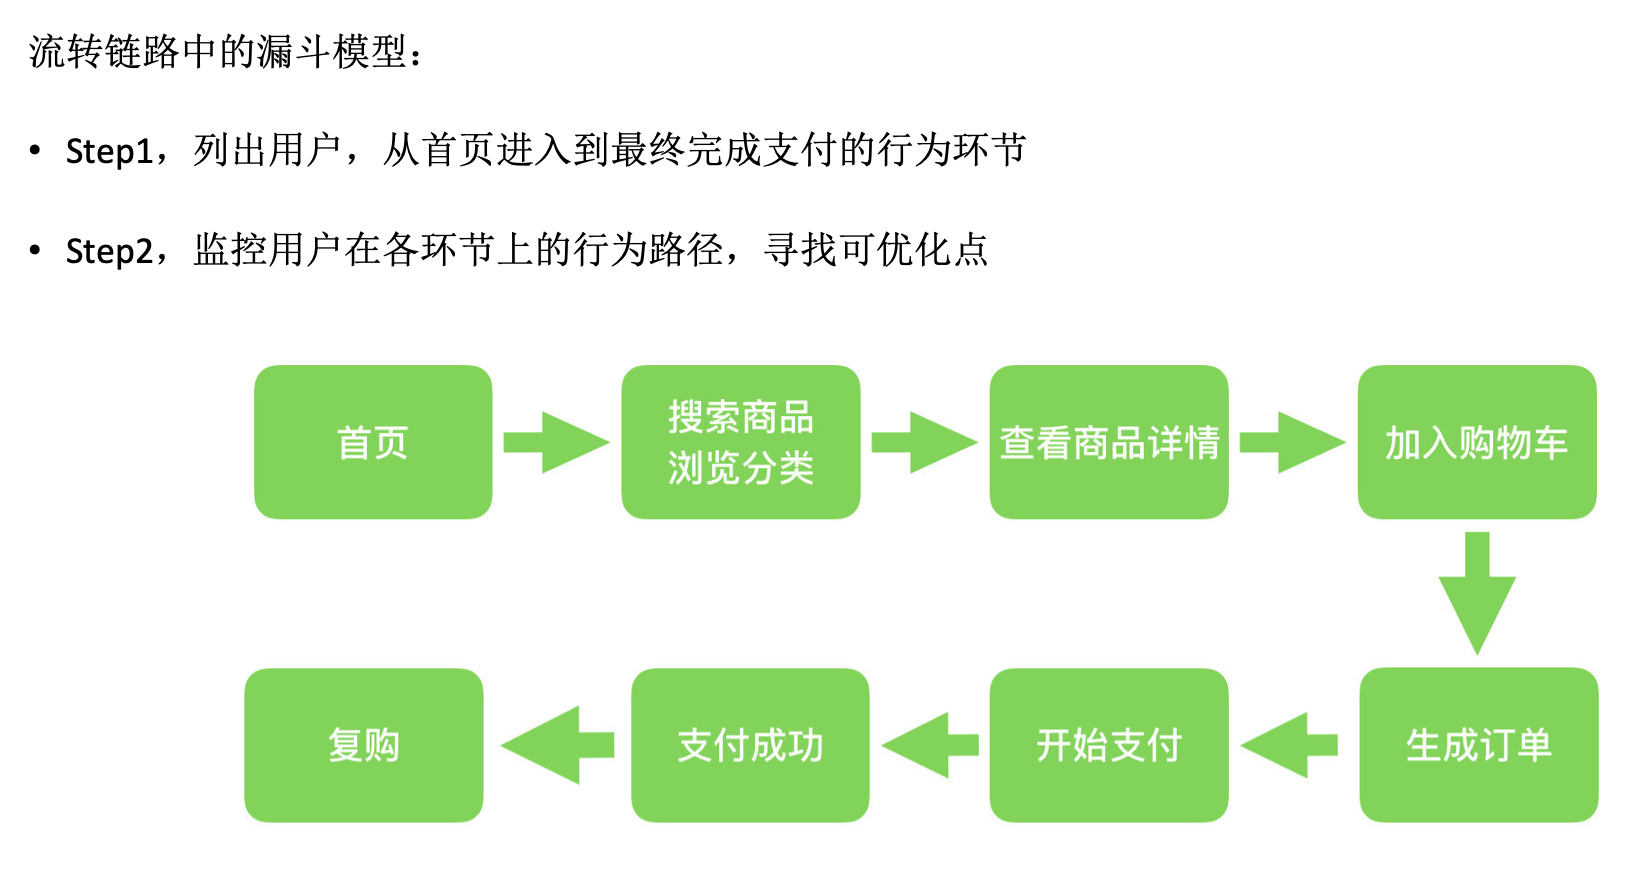 流转链路中的漏斗模型：
• Step1，列出用户，从首页进入到最终完成支付的行为环节
• Step2，监控用户在各环节上的行为路径，寻找可优化点
首页
搜索商品
浏览分类
查看商品详情
加入购物车
生成订单
开始支付
支付成功
复购